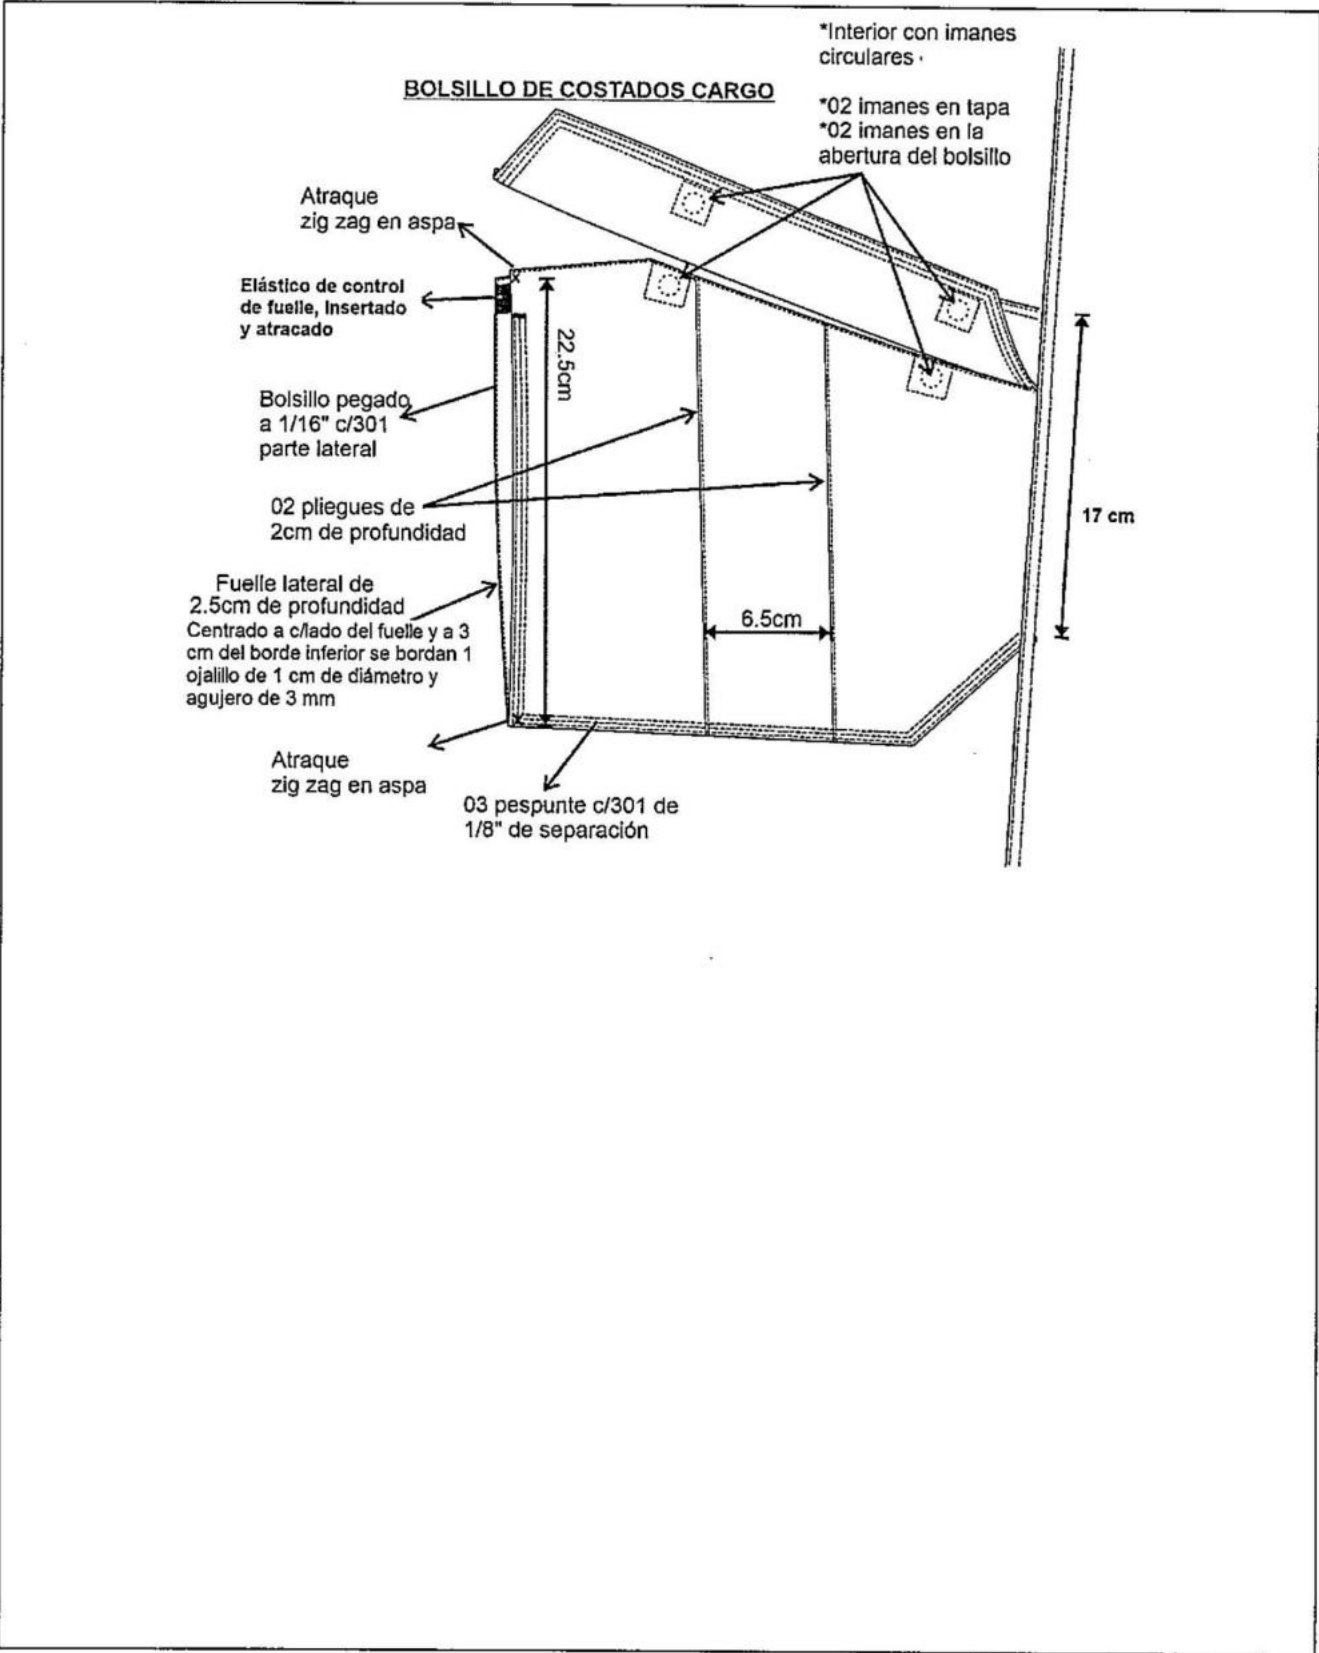 *Interior con imanes
circulares
BOLSILLO DE COSTADOS CARGO
*02 imanes en tapa
*02 imanes en la
abertura del bolsillo
Atraque
zig zag en aspa
Elástico de control
de fuelle, Insertado
y atracado
22.5cm
Bolsillo pegado
a 1/16" c/301
parte lateral
02 pliegues de
2cm de profundidad
17 cm
Fuelle lateral de
2.5cm de profundidad
Centrado a c/lado del fuelle y a 3
cm del borde inferior se bordan 1
ojalillo de 1 cm de diámetro y
agujero de 3 mm
6.5cm
Atraque
zig zag en aspa
03 pespunte c/301 de
1/8" de separación